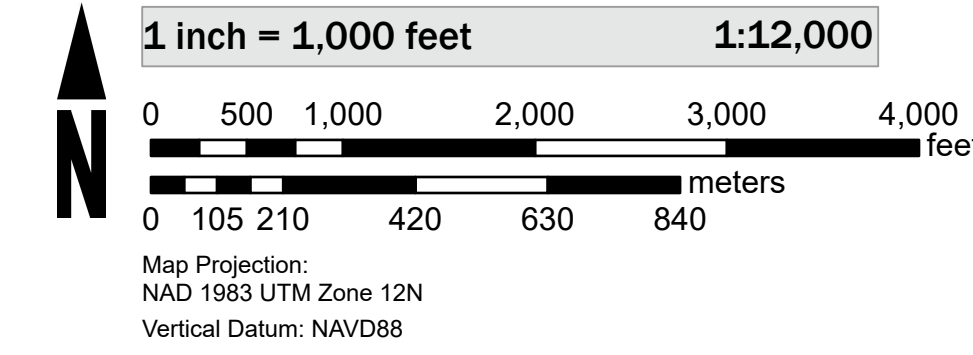 N
1 inch = 1,000 feet 1:12,000
0 500 1,000 2,000 3,000 4,000
feet
meters
0 105 210 420 630 840
Map Projection:
NAD 1983 UTM Zone 12N
Vertical Datum: NAVD88